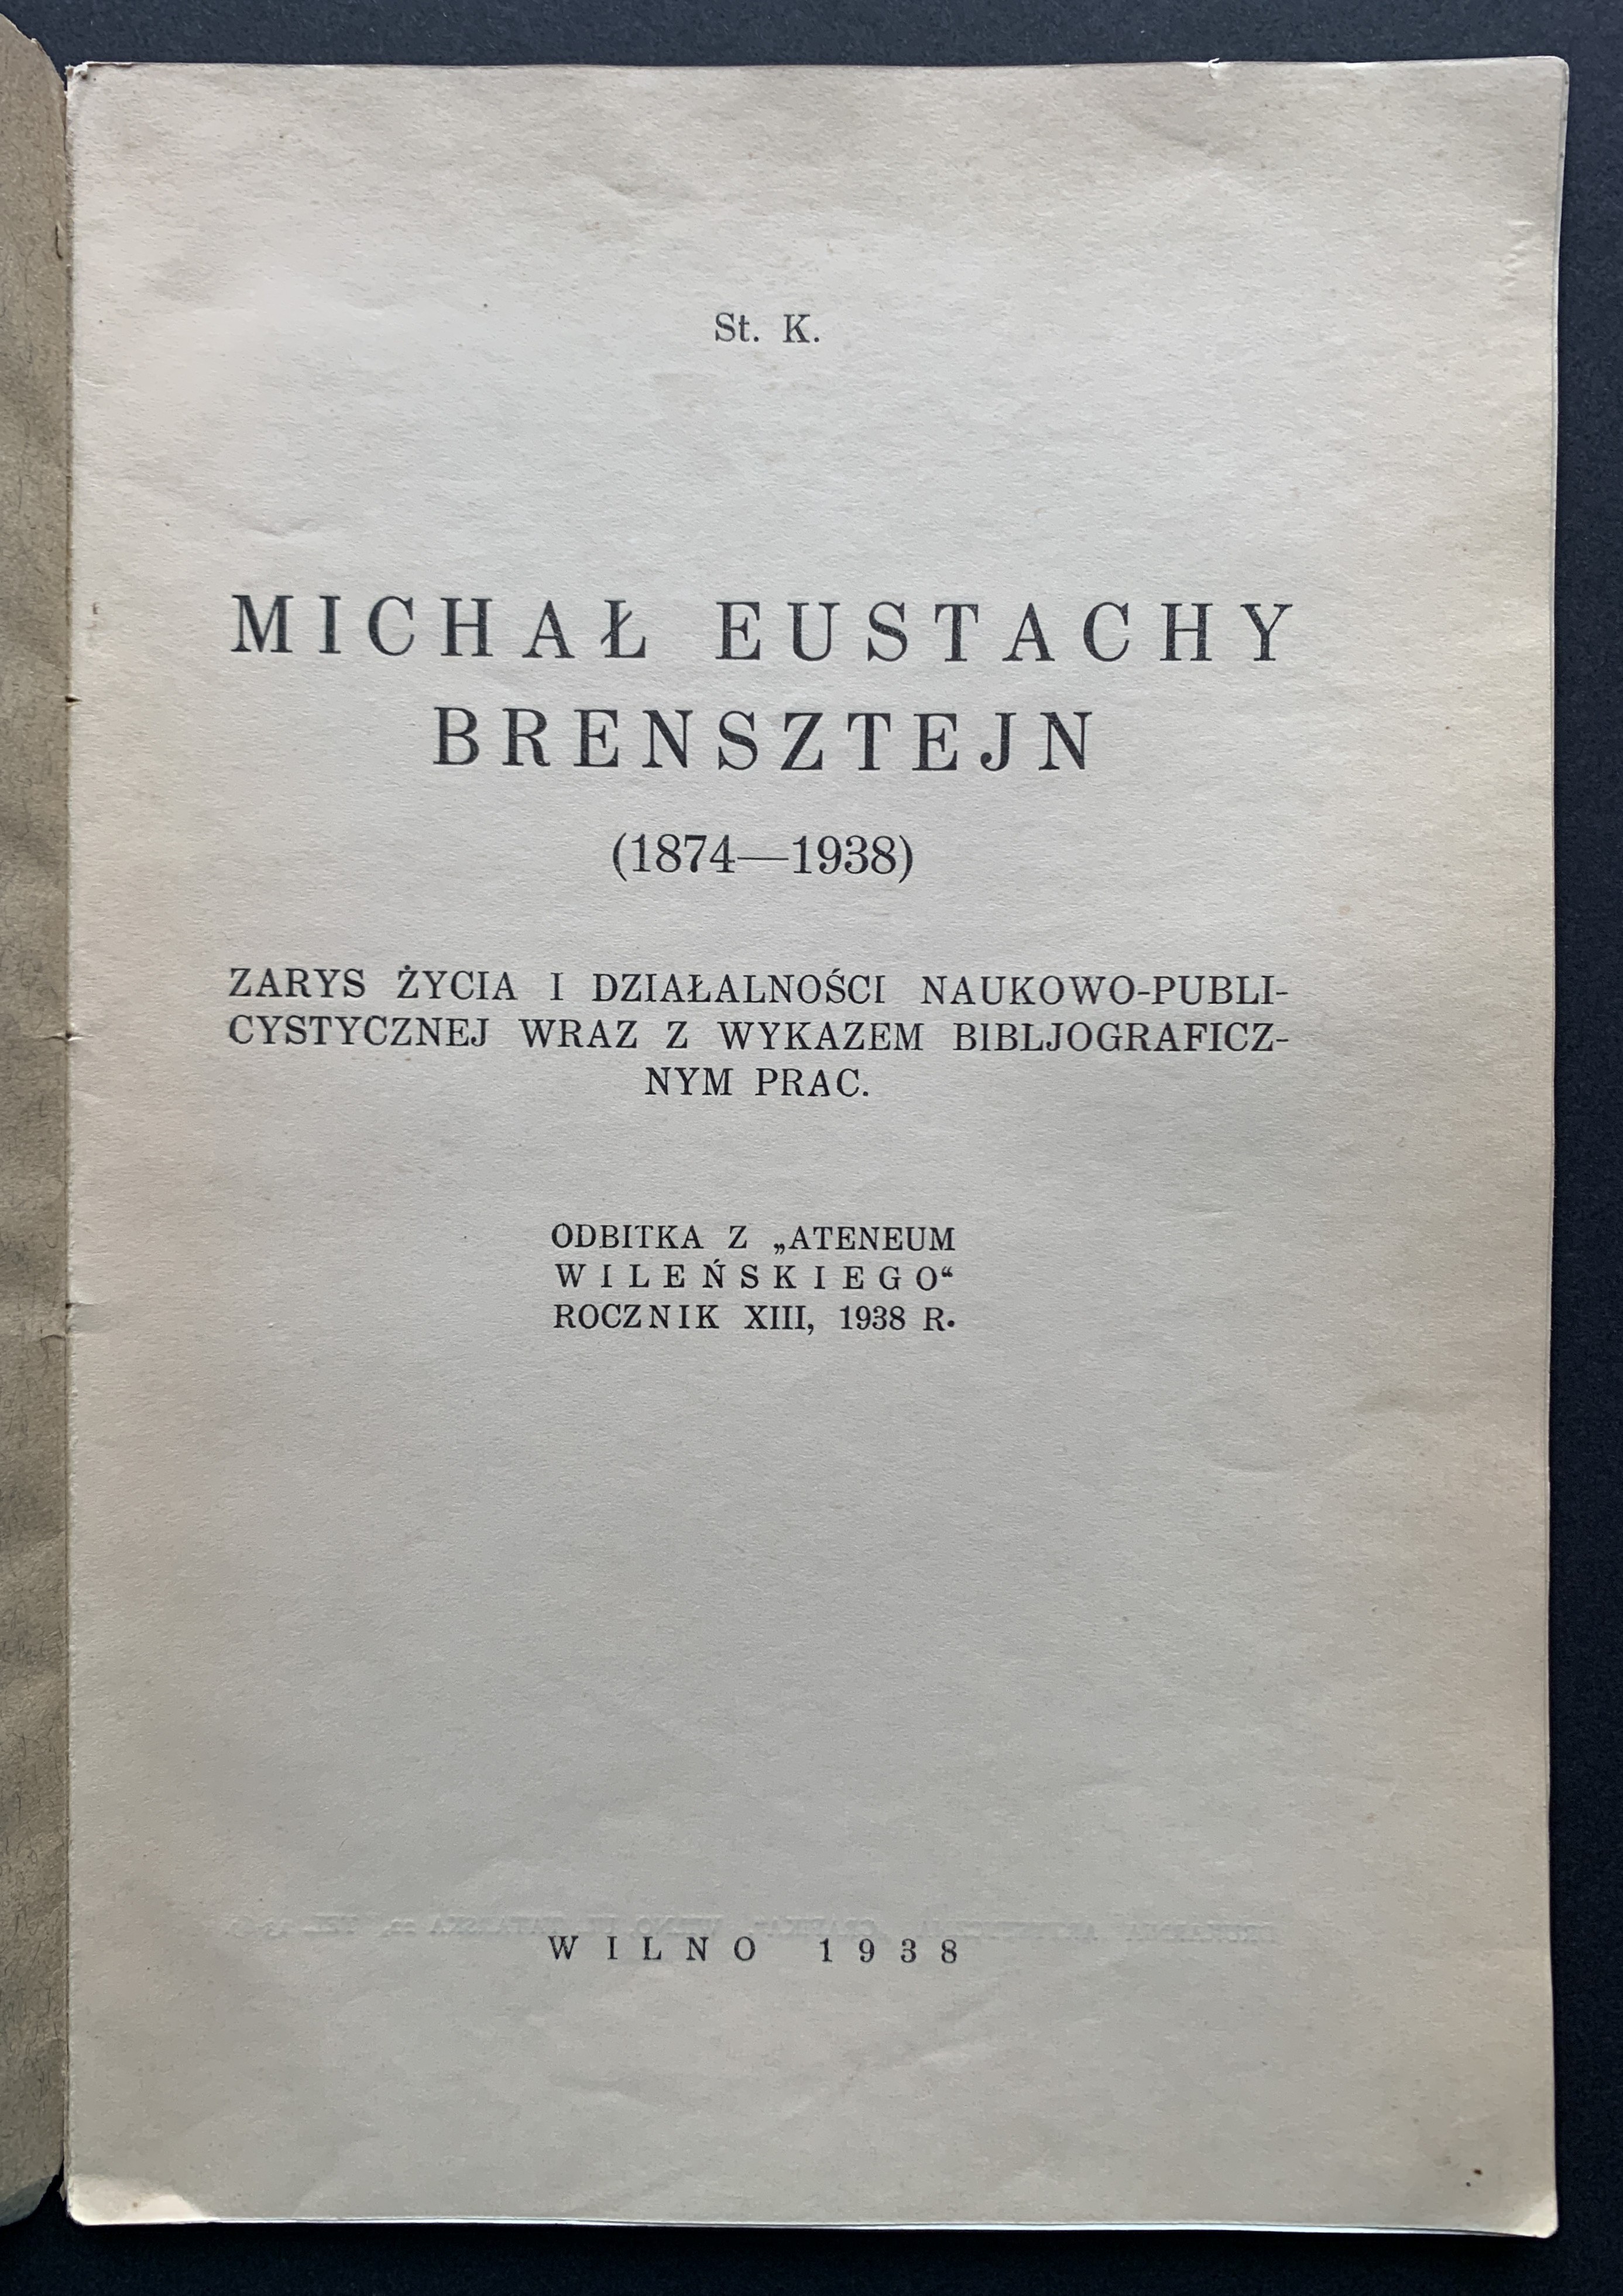 St. K.
MICHAŁ EUSTACHY
BRENSZTEJN
(1874—1938)
ZARYS ŻYCIA I DZIAŁALNOŚCI NAUKOWO-PUBLI-
CYSTYCZNEJ WRAZ Z WYKAZEM BIBLJOGRAFICZ-
NYM PRAC.
ODBITKA Z „ATENEUM
WILEŃSKIEGO“
ROCZNIK XIII, 1938 R.
WILNO 1938